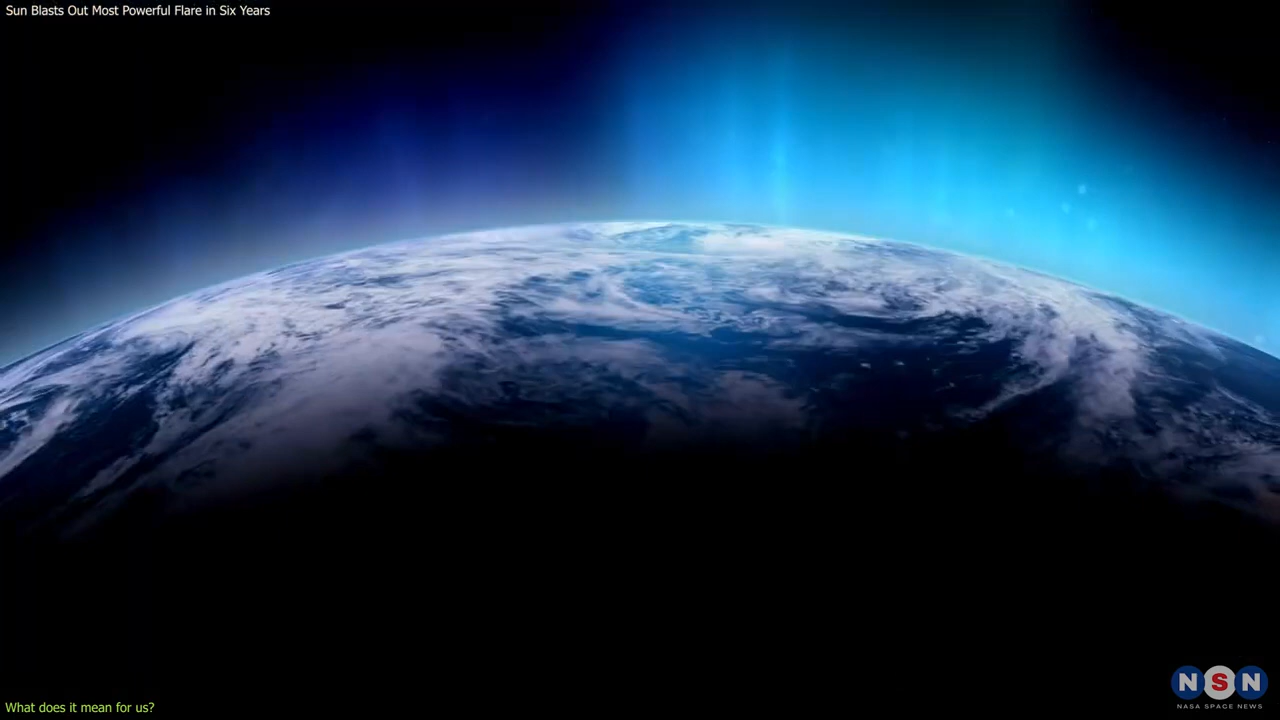 Sun Blasts Out Most Powerful Flare in Six Years
NSN
NASA SPACE NEWS
What does it mean for us?